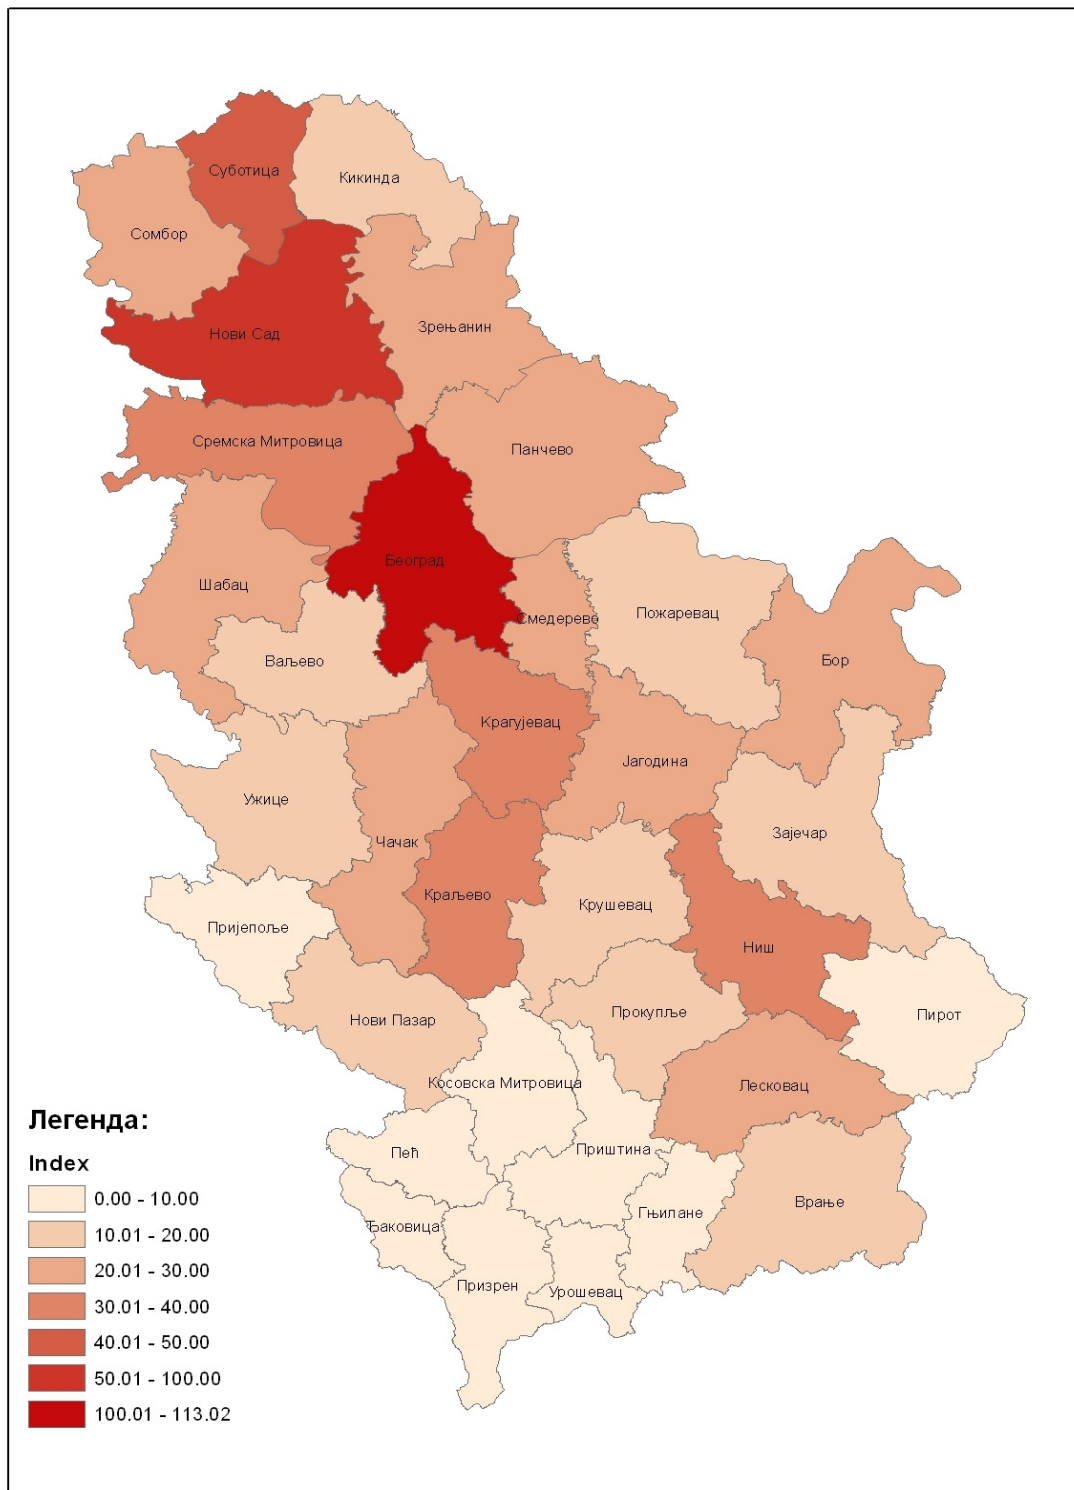 Суботица
Кикинда
Сомбор
Зрењанин
Нови Сад
Сремска Митровица
Панчево
Београд
Шабац
Смедерево
Пожаревац
Ваљево
Бор
Крагујевац
Јагодина
Ужице
Зајечар
Чачак
Краљево
Крушевац
Пријепоље
Ниш
Нови Пазар
Прокупље
Пирот
Косовска Митровица
Лесковац
Пећ
Приштина
Врање
Гњилане
Ђаковица
Призрен
Урошевац
Легенда:
Index
0.00 - 10.00
10.01 - 20.00
20.01 - 30.00
30.01 - 40.00
40.01 - 50.00
50.01 - 100.00
100.01 - 113.02